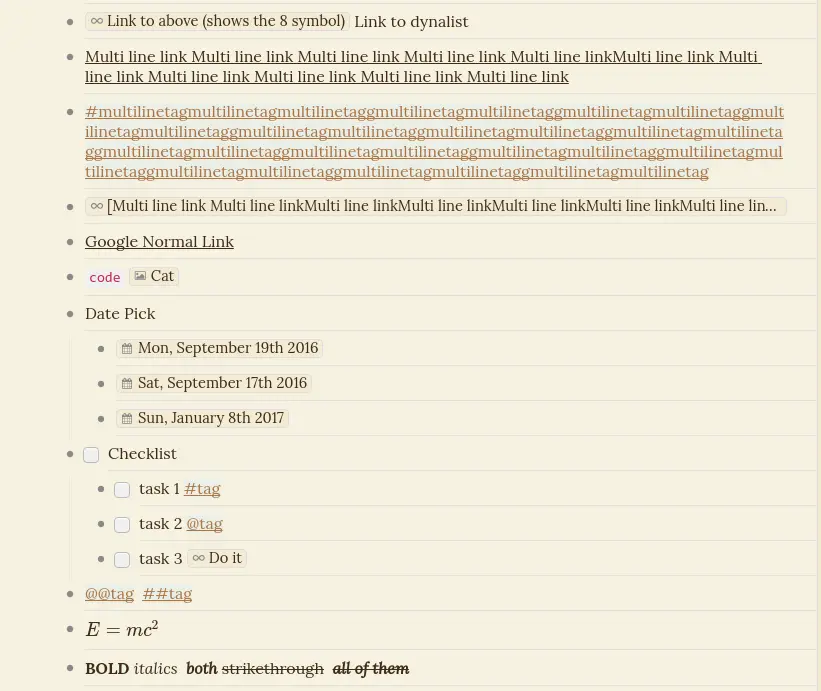 ∞ Link to above (shows the 8 symbol) Link to dynalist
Multi line link Multi line link Multi line link Multi line link Multi line linkMulti line link Multi
line link Multi line link Multi line link Multi line link Multi line link
#multilinetagmultilinetagmultilinetaggmultilinetagmultilinetaggmultilinetagmultilinetaggmult
ilinetagmultilinetaggmultilinetagmultilinetaggmultilinetagmultilinetaggmultilinetagmultilineta
ggmultilinetagmultilinetaggmultilinetagmultilinetaggmultilinetagmultilinetaggmultilinetagmul
tilinetaggmultilinetagmultilinetaggmultilinetagmultilinetaggmultilinetagmultilinetag
∞ [Multi line link Multi line linkMulti line linkMulti line linkMulti line linkMulti line linkMulti line lin...
Google Normal Link
code Cat
Date Pick
Mon, September 19th 2016
Sat, September 17th 2016
Sun, January 8th 2017
Checklist
task 1 #tag
task 2 @tag
task 3 ∞ Do it
@@tag ##tag
E = mc²
BOLD italics both strikethrough all of them